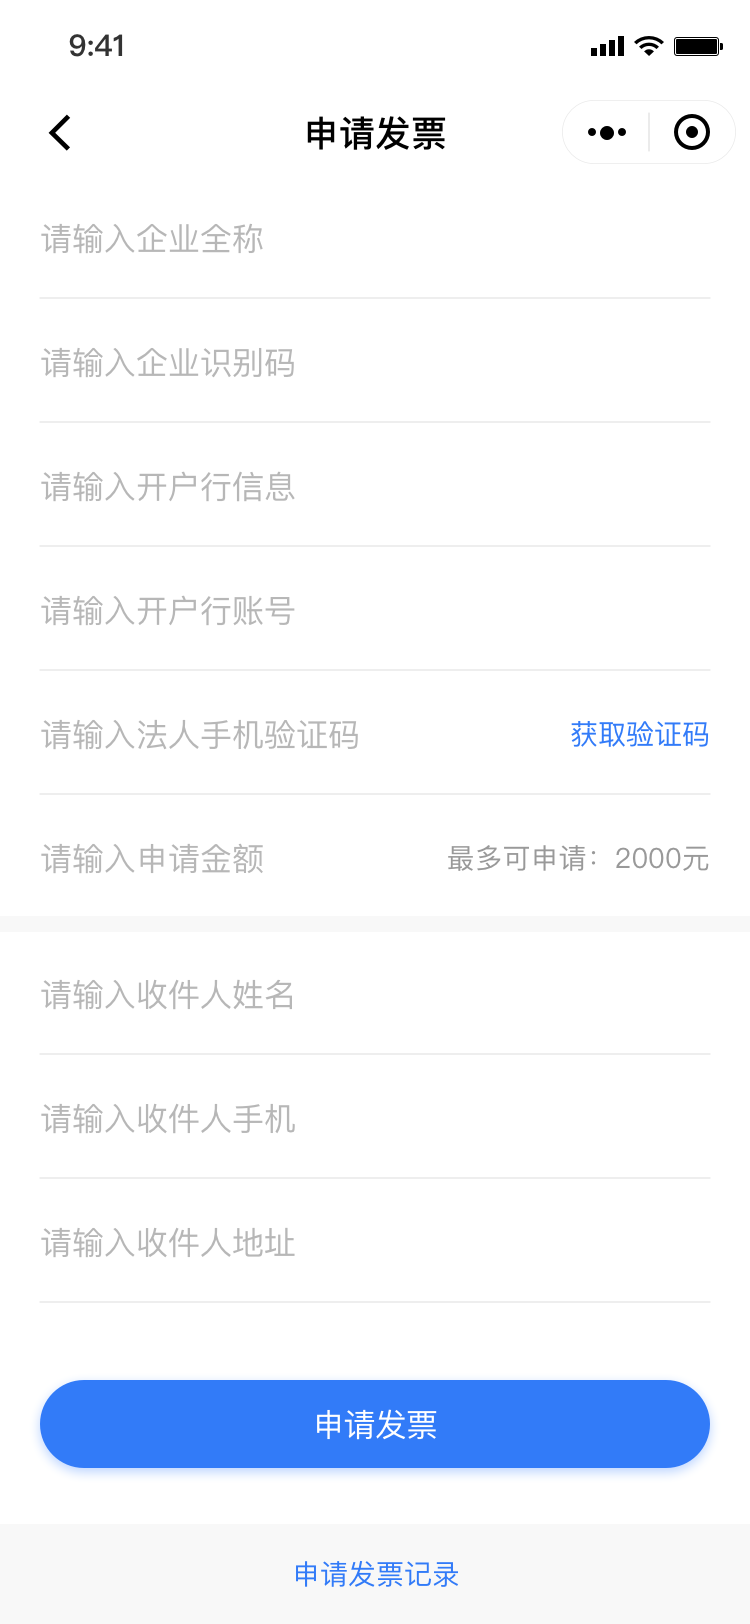 9:41
申请发票
请输入企业全称
请输入企业识别码
请输入开户行信息
请输入开户行账号
请输入法人手机验证码 获取验证码
请输入申请金额 最多可申请：2000元
请输入收件人姓名
请输入收件人手机
请输入收件人地址
申请发票
申请发票记录